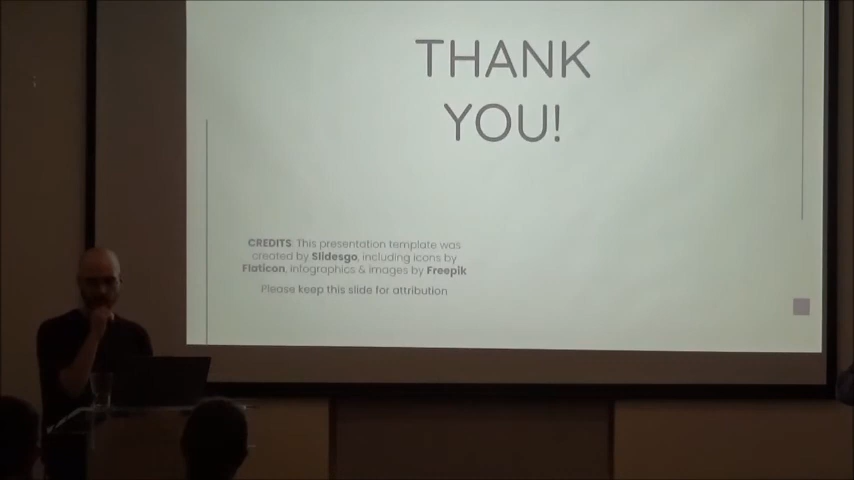 THANK
YOU!
CREDITS This presentation template was
created by Slidesgo, including icons by
Flaticon, infographics & images by Freepik
Please keep this slide for attribution